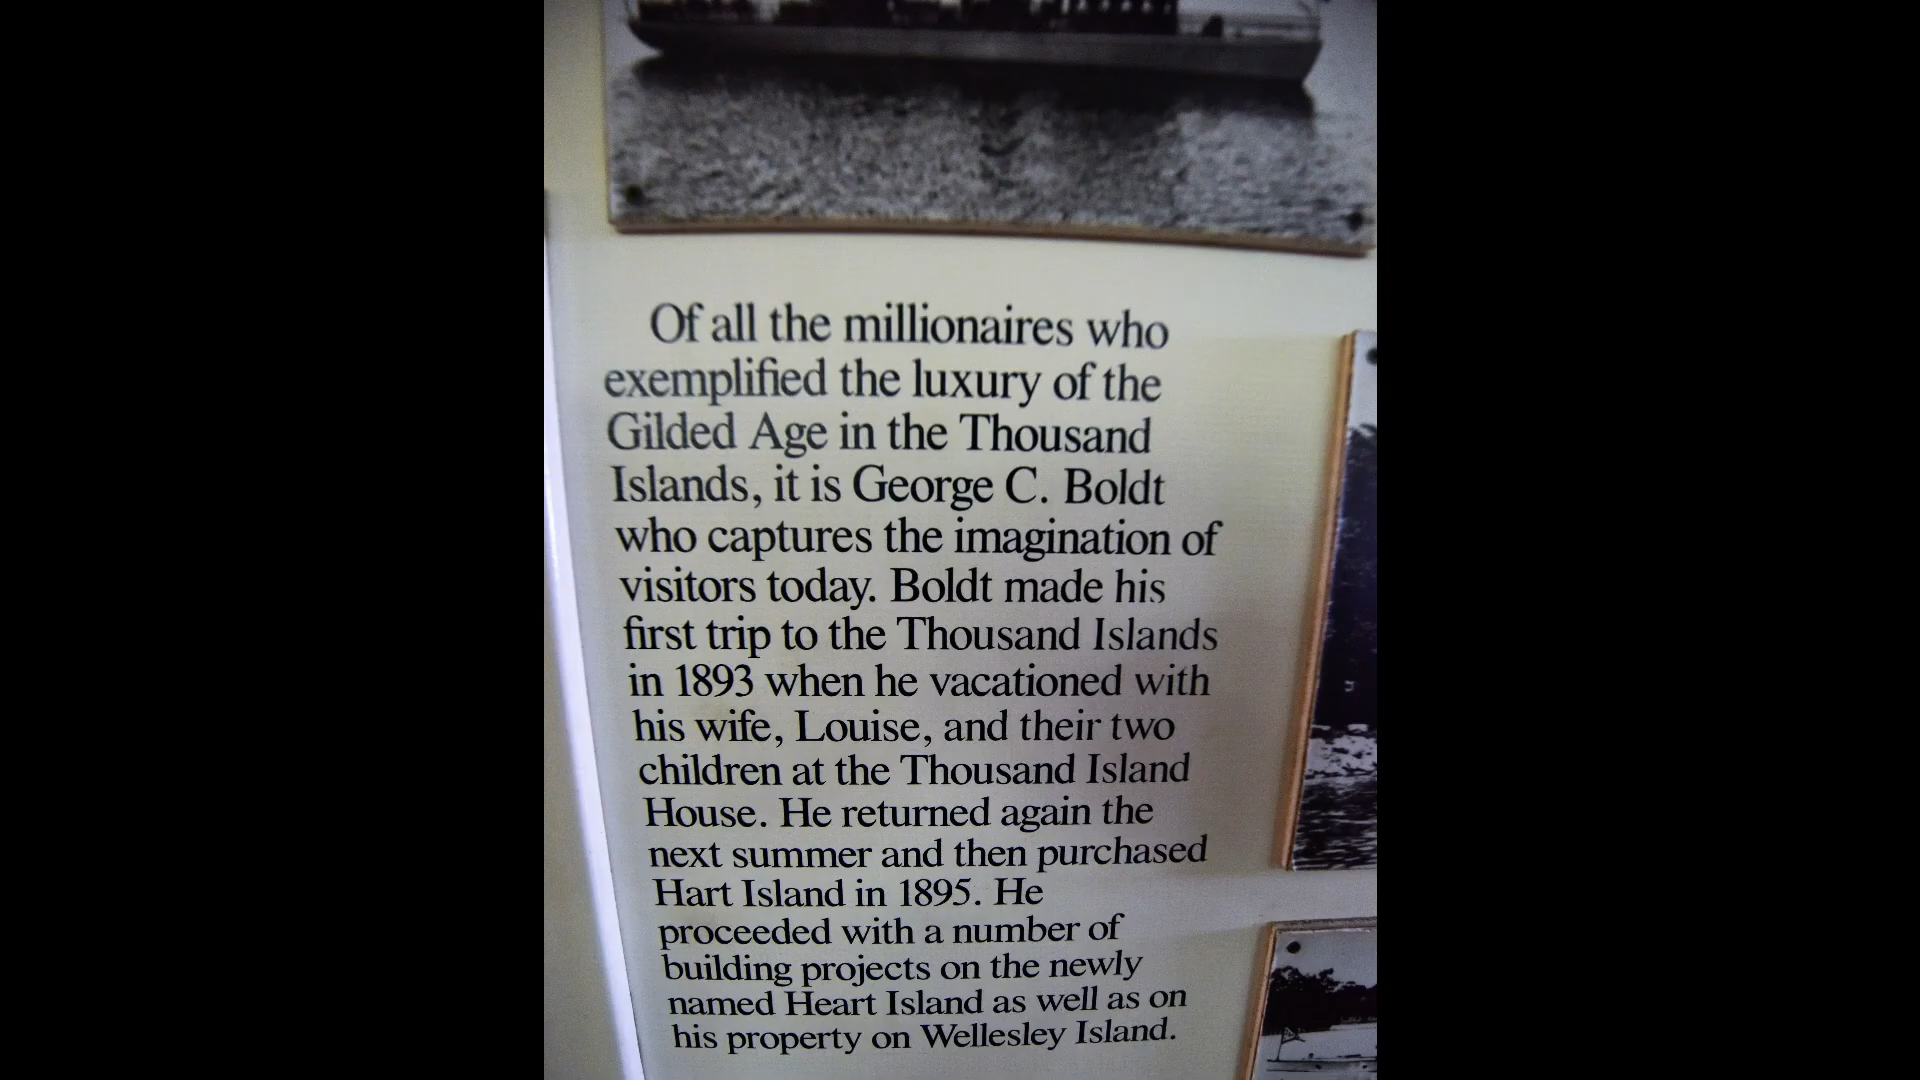 Of all the millionaires who
exemplified the luxury of the
Gilded Age in the Thousand
Islands, it is George C. Boldt
who captures the imagination of
visitors today. Boldt made his
first trip to the Thousand Islands
in 1893 when he vacationed with
his wife, Louise, and their two
children at the Thousand Island
House. He returned again the
next summer and then purchased
Hart Island in 1895. He
proceeded with a number of
building projects on the newly
named Heart Island as well as on
his property on Wellesley Island.